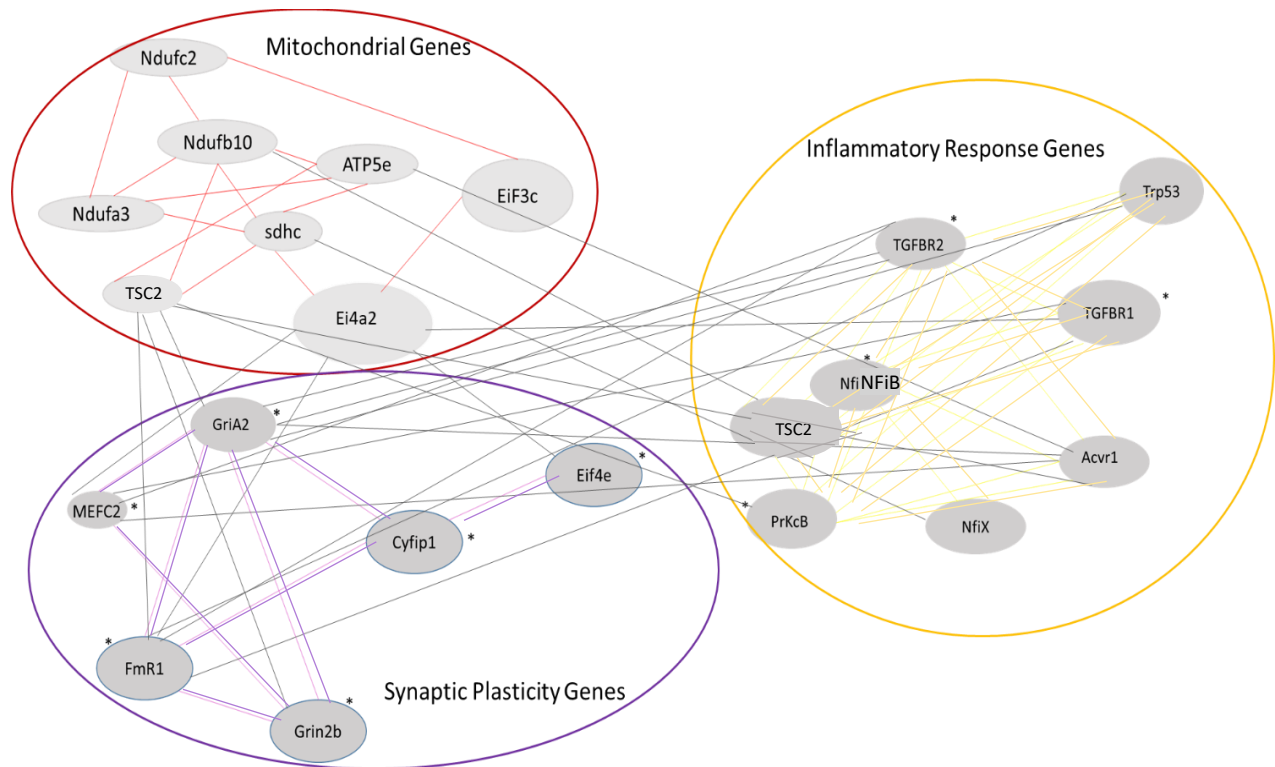 Mitochondrial Genes
Ndufc2
Ndufb10
ATP5e
EiF3c
Ndufa3
sdhc
TSC2
Ei4a2
Inflammatory Response Genes
Trp53
TGFBR2 *
TGFBR1 *
*
Nfi NFiB
TSC2
Acvr1
* PrKcB
NfiX
GriA2 *
Eif4e *
MEFC2 *
Cyfip1 *
* FmR1
Grin2b *
Synaptic Plasticity Genes